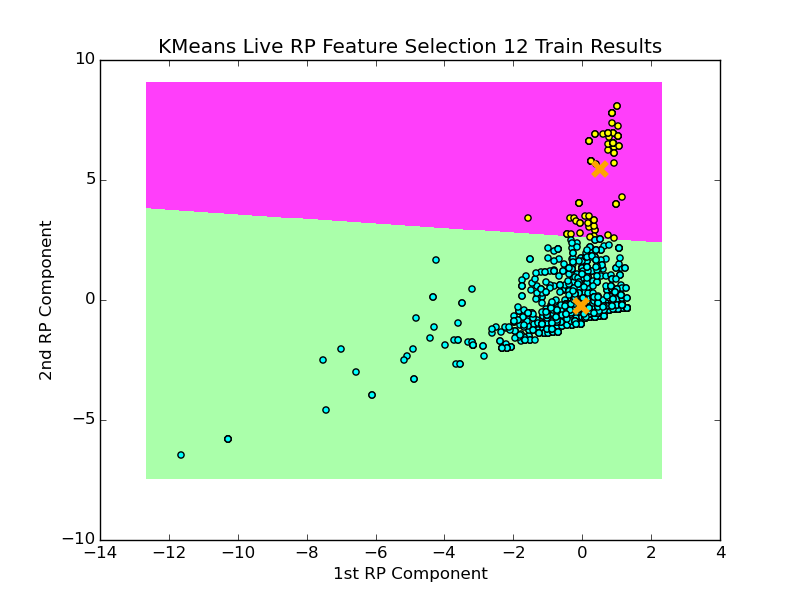 KMeans Live RP Feature Selection 12 Train Results
10
5
0
−5
−10
2nd RP Component
−14 −12 −10 −8 −6 −4 −2 0 2 4
1st RP Component